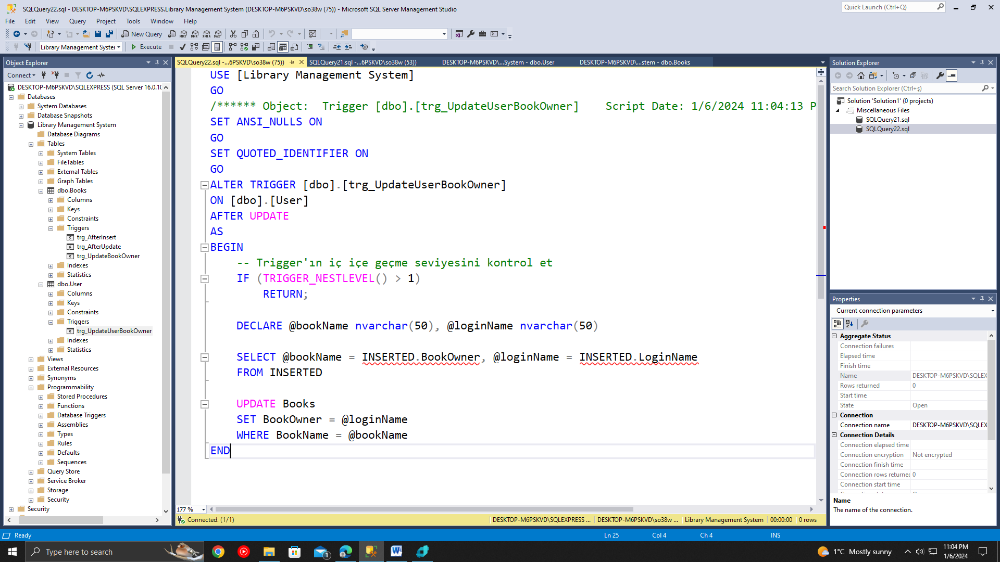 SQLQuery22.sql - DESKTOP-M6PSKVD\SQLEXPRESS.Library Management System (DESKTOP-M6PSKVD\so38w (75)) - Microsoft SQL Server Management Studio
Quick Launch (Ctrl+Q)
File Edit View Query Project Tools Window Help
New Query
MDX DMX XMLA DAX
Library Management System Execute
Object Explorer
Connect
DESKTOP-M6PSKVD\SQLEXPRESS (SQL Server 16.0.10
Databases
System Databases
Database Snapshots
Library Management System
Database Diagrams
Tables
System Tables
FileTables
External Tables
Graph Tables
dbo.Books
Columns
Keys
Constraints
Triggers
trg_AfterInsert
trg_AfterUpdate
trg_UpdateBookOwner
Indexes
Statistics
dbo.User
Columns
Keys
Constraints
Triggers
trg_UpdateUserBookOwner
Indexes
Statistics
Views
External Resources
Synonyms
Programmability
Stored Procedures
Functions
Database Triggers
Assemblies
Types
Rules
Defaults
Sequences
Query Store
Service Broker
Storage
Security
Security
SQLQuery22.sql -...6PSKVD\so38w (75)) SQLQuery21.sql -...6PSKVD\so38w (53)) DESKTOP-M6PSKVD\...System - dbo.User DESKTOP-M6PSKVD\...stem - dbo.Books
USE [Library Management System]
GO
/****** Object:  Trigger [dbo].[trg_UpdateUserBookOwner]    Script Date: 1/6/2024 11:04:13 P
SET ANSI_NULLS ON
GO
SET QUOTED_IDENTIFIER ON
GO
ALTER TRIGGER [dbo].[trg_UpdateUserBookOwner]
ON [dbo].[User]
AFTER UPDATE
AS
BEGIN
-- Trigger'ın iç içe geçme seviyesini kontrol et
IF (TRIGGER_NESTLEVEL() > 1)
RETURN;
DECLARE @bookName nvarchar(50), @loginName nvarchar(50)
SELECT @bookName = INSERTED.BookOwner, @loginName = INSERTED.LoginName
FROM INSERTED
UPDATE Books
SET BookOwner = @loginName
WHERE BookName = @bookName
END
177 %
Connected. (1/1) DESKTOP-M6PSKVD\SQLEXPRESS ... DESKTOP-M6PSKVD\so38w ... Library Management System 00:00:00 0 rows
Solution Explorer
Search Solution Explorer (Ctrl+ş)
Solution 'Solution1' (0 projects)
Miscellaneous Files
SQLQuery21.sql
SQLQuery22.sql
Properties
Current connection parameters
Aggregate Status
Connection failures
Elapsed time
Finish time
Name DESKTOP-M6PSKVD\SQLEX
Rows returned 0
Start time
State Open
Connection
Connection name DESKTOP-M6PSKVD\SQLEX
Connection Details
Connection elapsed time
Connection encryption Not encrypted
Connection finish time
Connection rows returned 0
Connection start time
Name
The name of the connection.
Ready Ln 25 Col 4 Ch 4 INS
Type here to search
1
1°C Mostly sunny
11:04 PM
1/6/2024